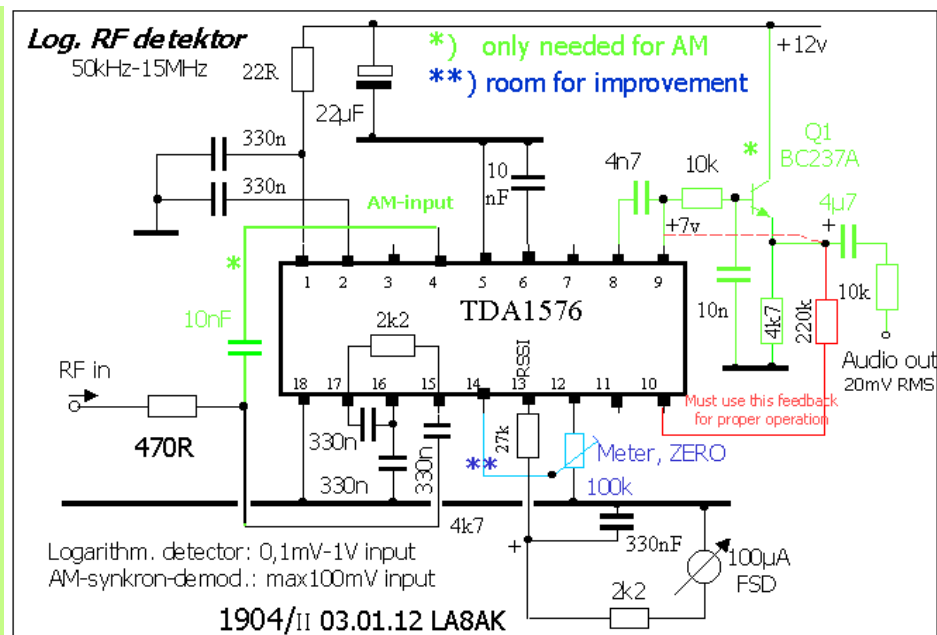 Log. RF detektor
50kHz-15MHz
*) only needed for AM
**) room for improvement
+12v
22R
22µF
330n
330n
10
nF
4n7
10k
*
Q1
BC237A
4µ7
+
+7v
AM-input
*
10nF
1 2 3 4 5 6 7 8 9
TDA1576
2k2
RSSI
18 17 16 15 14 13 12 11 10
10n
4k7
220k
10k
Audio out
20mV RMS
Must use this feedback
for proper operation
RF in
470R
330n
330n
330n
27k
**
Meter, ZERO
100k
4k7
+
330nF
100µA
FSD
2k2
Logarithm. detector: 0,1mV-1V input
AM-synkron-demod.: max100mV input
1904/II 03.01.12 LA8AK